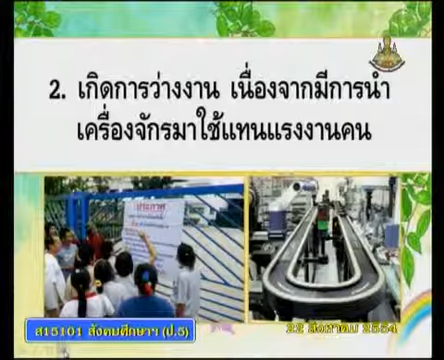 2. เกิดการว่างงาน เนื่องจากมีการนำ
เครื่องจักรมาใช้แทนแรงงานคน
ประกาศ
ส15101 สังคมศึกษาฯ (ป.5)
22 สิงหาคม 2554